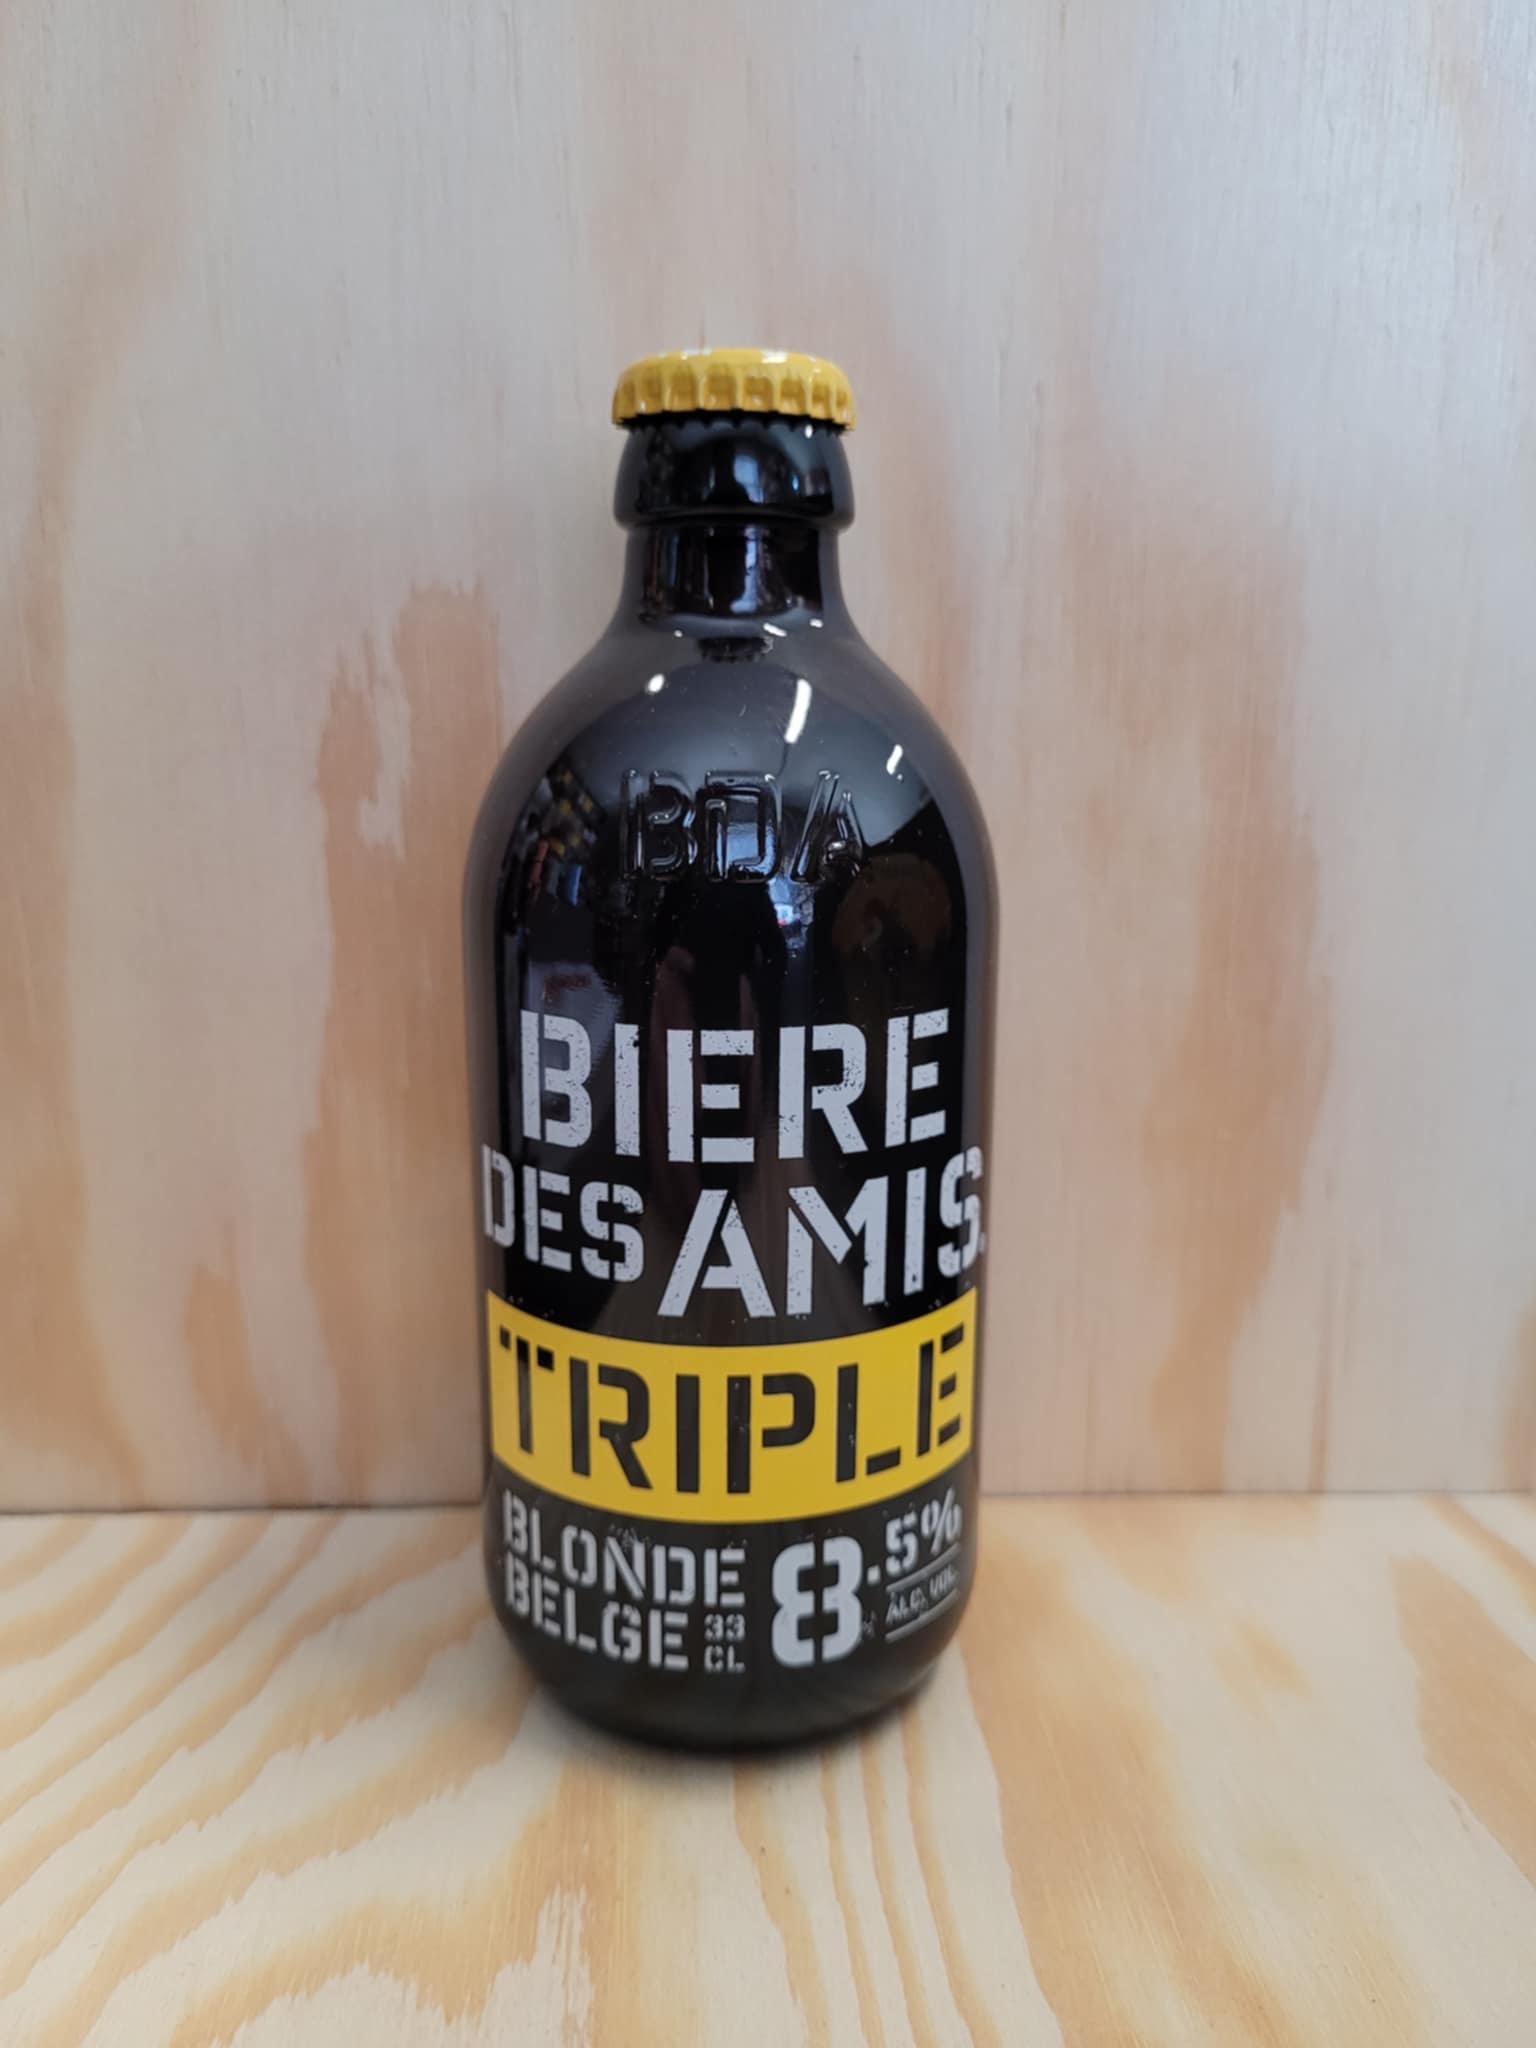 BDA
BIERE
DES AMIS.
TRIPLE
BLONDE
BELGE 33 CL
8.5%
ALC. VOL.